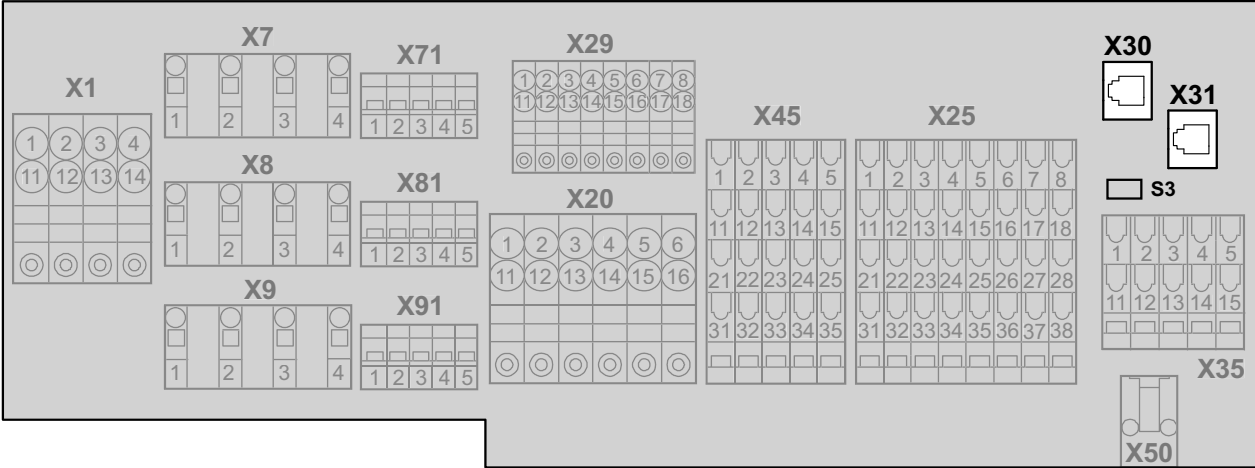 X1
1 2 3 4
11 12 13 14
X7
1 2 3 4
X8
1 2 3 4
X9
1 2 3 4
X71
1 2 3 4 5
X81
1 2 3 4 5
X91
1 2 3 4 5
X29
1 2 3 4 5 6 7 8
11 12 13 14 15 16 17 18
X20
1 2 3 4 5 6
11 12 13 14 15 16
X45
1 2 3 4 5
11 12 13 14 15
21 22 23 24 25
31 32 33 34 35
X25
1 2 3 4 5 6 7 8
11 12 13 14 15 16 17 18
21 22 23 24 25 26 27 28
31 32 33 34 35 36 37 38
X30
X31
S3
1 2 3 4 5
11 12 13 14 15
X35
X50